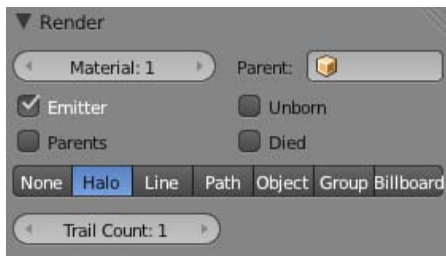 Render
Material: 1 Parent:
Emitter Unborn
Parents Died
None Halo Line Path Object Group Billboard
Trail Count: 1